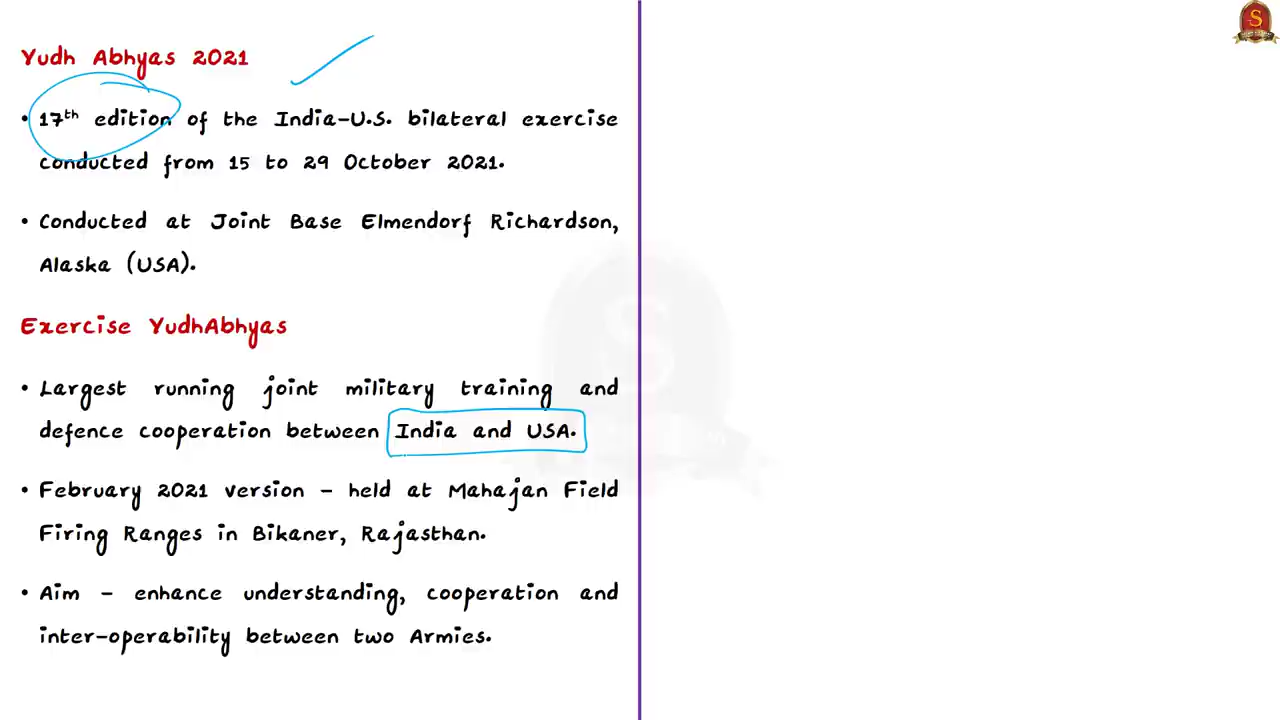 Yudh Abhyas 2021
• 17th edition of the India-U.S. bilateral exercise
conducted from 15 to 29 October 2021.
• Conducted at Joint Base Elmendorf Richardson,
Alaska (USA).
Exercise YudhAbhyas
• Largest running joint military training and
defence cooperation between India and USA.
• February 2021 version – held at Mahajan Field
Firing Ranges in Bikaner, Rajasthan.
• Aim – enhance understanding, cooperation and
inter-operability between two Armies.